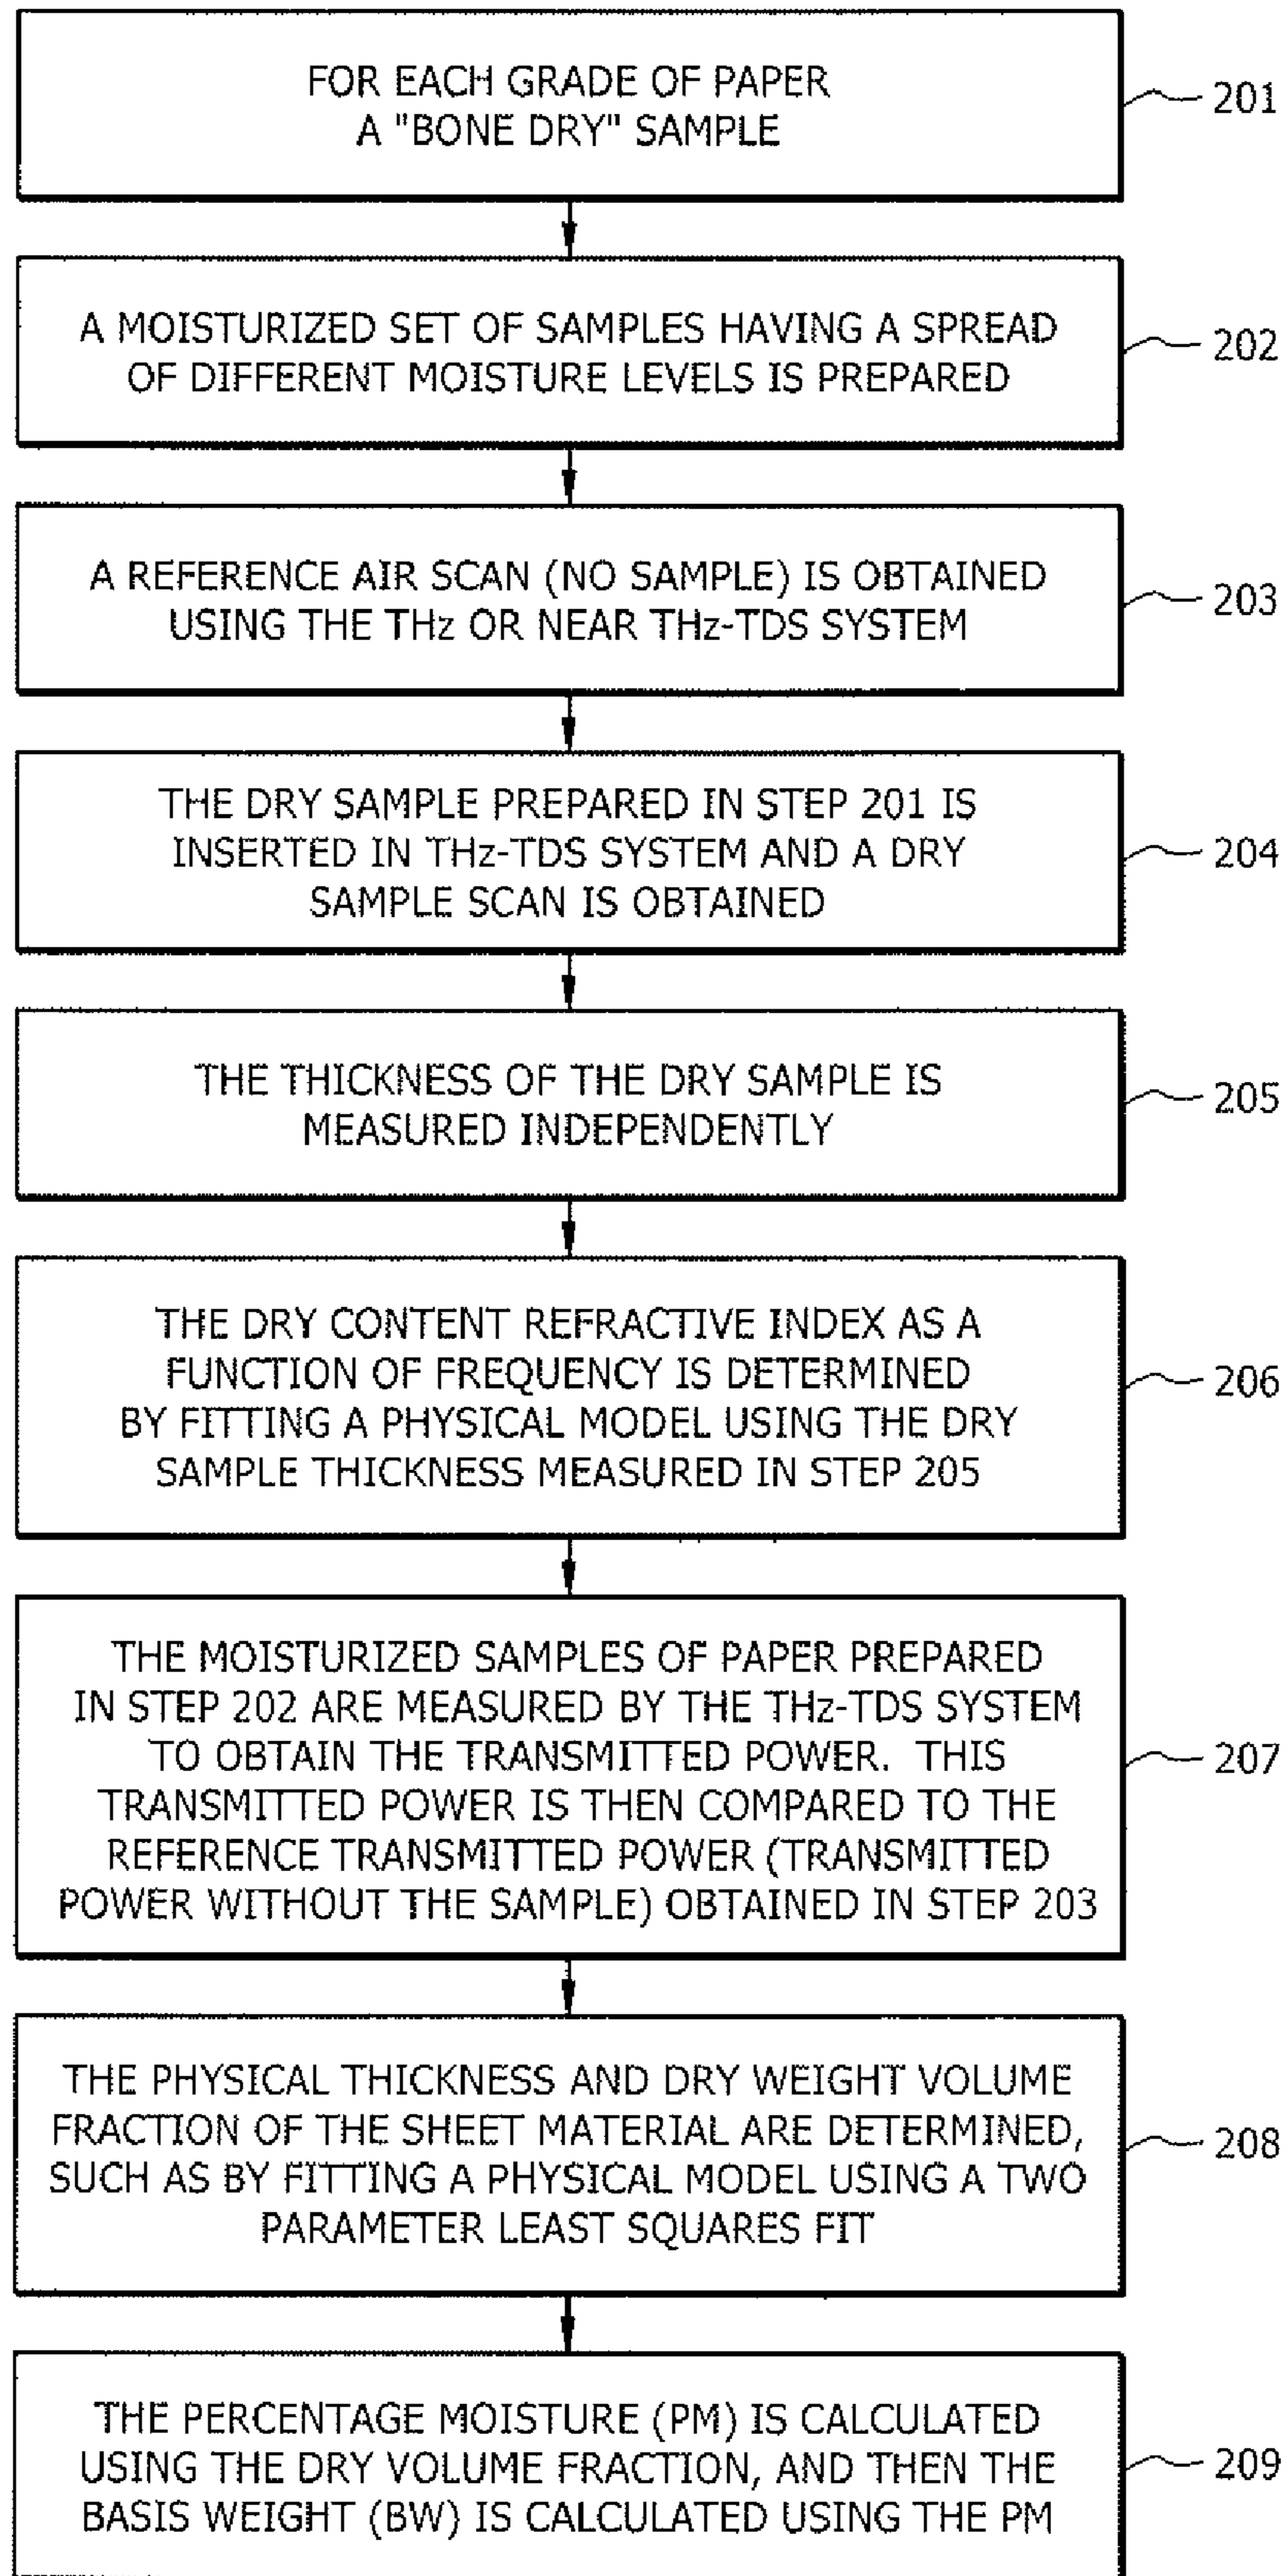 FOR EACH GRADE OF PAPER
A "BONE DRY" SAMPLE
201
A MOISTURIZED SET OF SAMPLES HAVING A SPREAD
OF DIFFERENT MOISTURE LEVELS IS PREPARED
202
A REFERENCE AIR SCAN (NO SAMPLE) IS OBTAINED
USING THE THz OR NEAR THz-TDS SYSTEM
203
THE DRY SAMPLE PREPARED IN STEP 201 IS
INSERTED IN THz-TDS SYSTEM AND A DRY
SAMPLE SCAN IS OBTAINED
204
THE THICKNESS OF THE DRY SAMPLE IS
MEASURED INDEPENDENTLY
205
THE DRY CONTENT REFRACTIVE INDEX AS A
FUNCTION OF FREQUENCY IS DETERMINED
BY FITTING A PHYSICAL MODEL USING THE DRY
SAMPLE THICKNESS MEASURED IN STEP 205
206
THE MOISTURIZED SAMPLES OF PAPER PREPARED
IN STEP 202 ARE MEASURED BY THE THz-TDS SYSTEM
TO OBTAIN THE TRANSMITTED POWER. THIS
TRANSMITTED POWER IS THEN COMPARED TO THE
REFERENCE TRANSMITTED POWER (TRANSMITTED
POWER WITHOUT THE SAMPLE) OBTAINED IN STEP 203
207
THE PHYSICAL THICKNESS AND DRY WEIGHT VOLUME
FRACTION OF THE SHEET MATERIAL ARE DETERMINED,
SUCH AS BY FITTING A PHYSICAL MODEL USING A TWO
PARAMETER LEAST SQUARES FIT
208
THE PERCENTAGE MOISTURE (PM) IS CALCULATED
USING THE DRY VOLUME FRACTION, AND THEN THE
BASIS WEIGHT (BW) IS CALCULATED USING THE PM
209